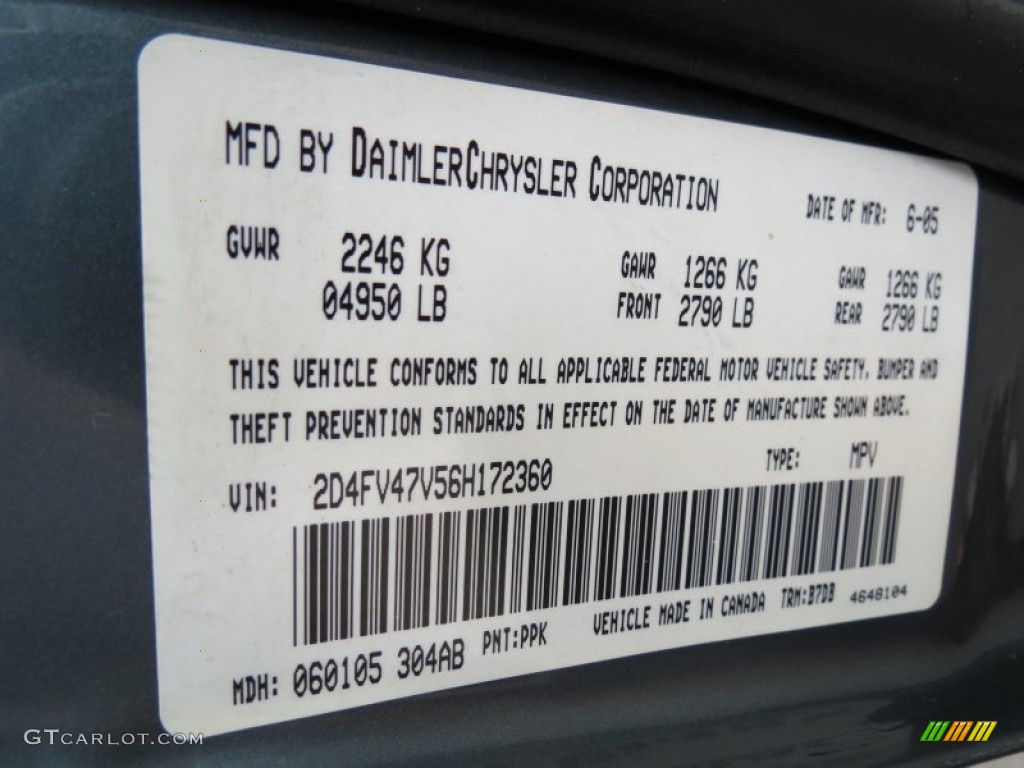 MFD BY DAIMLERCHRYSLER CORPORATION DATE OF MFR: 6-05
GVWR 2246 KG GAWR 1266 KG GAWR 1266 KG
04950 LB FRONT 2790 LB REAR 2790 LB
THIS VEHICLE CONFORMS TO ALL APPLICABLE FEDERAL MOTOR VEHICLE SAFETY, BUMPER AND
THEFT PREVENTION STANDARDS IN EFFECT ON THE DATE OF MANUFACTURE SHOWN ABOVE.
VIN: 2D4FV47V56H172360 TYPE: MPV
MDH: 060105 304AB PNT:PPK VEHICLE MADE IN CANADA TRM:B7DB 4648104
GTCARLOT.COM